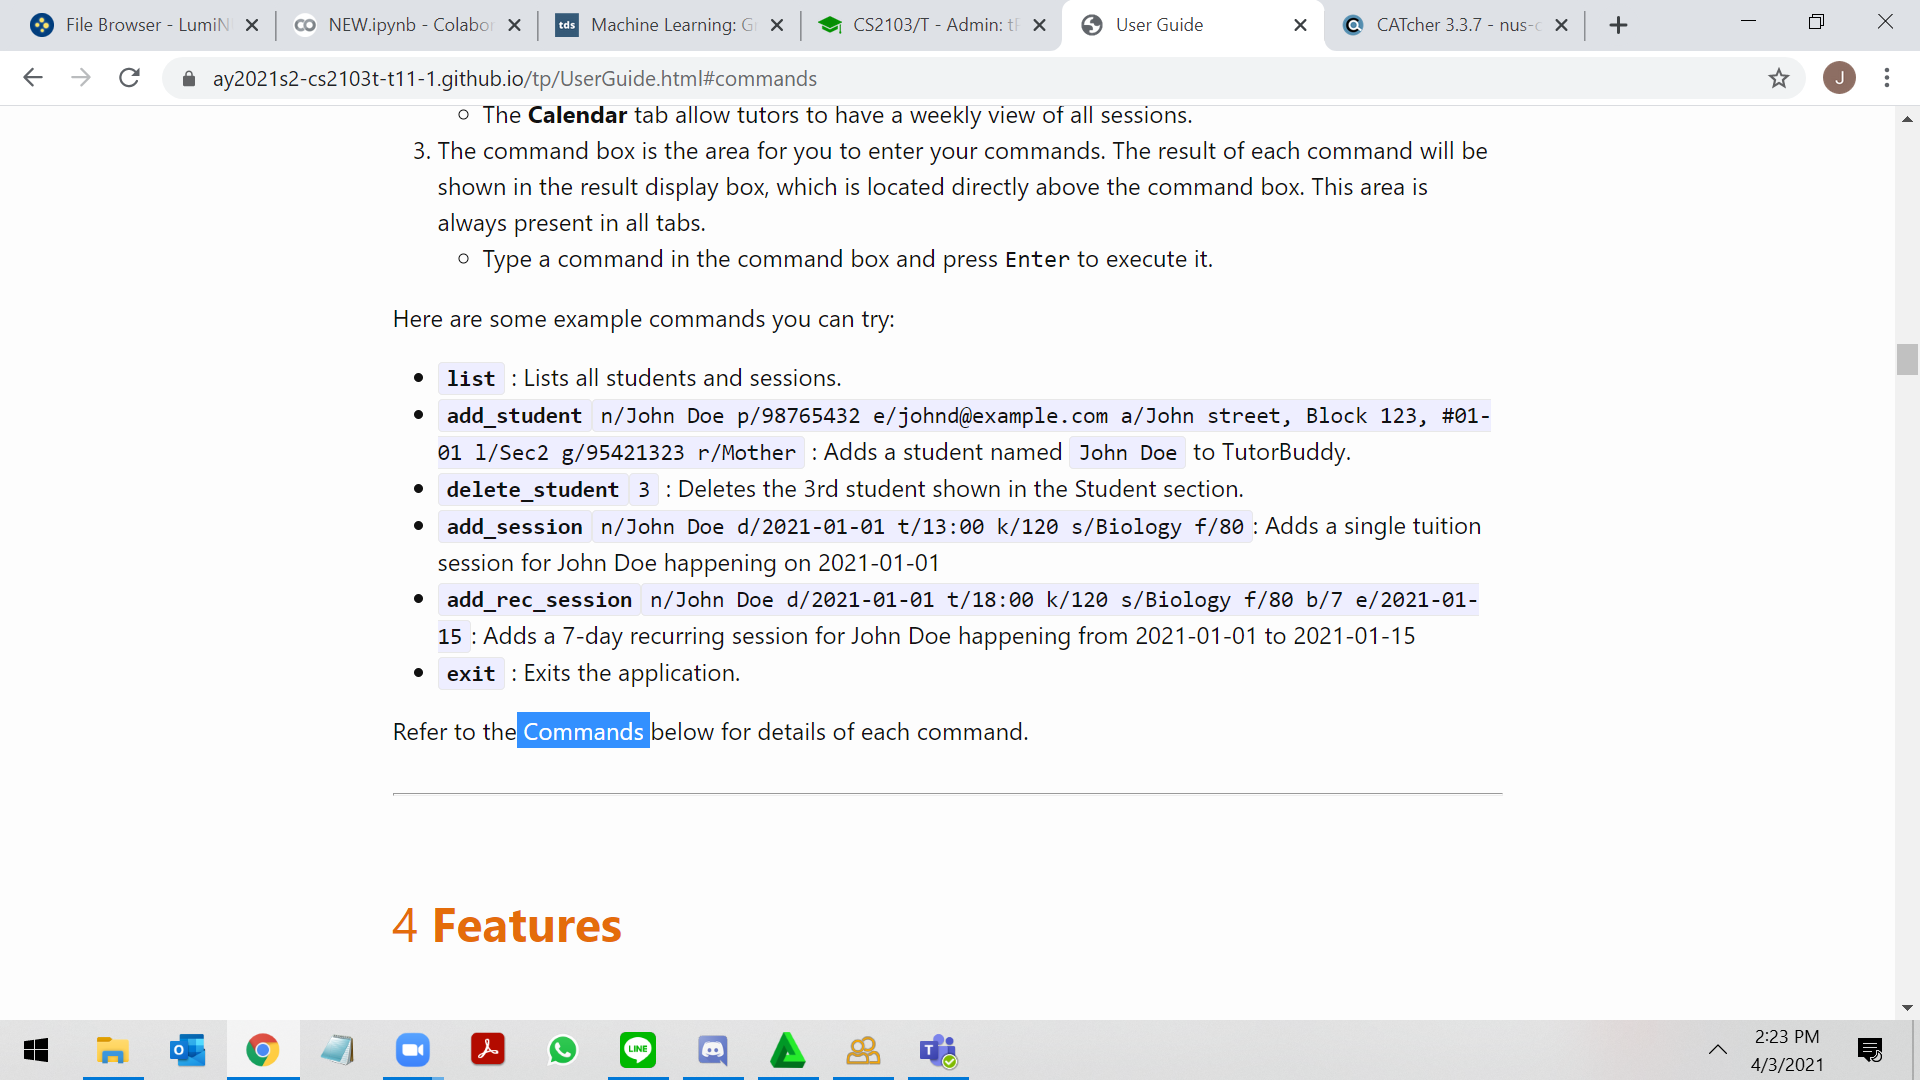 File Browser - LumiN
NEW.ipynb - Colabo
Machine Learning: G
CS2103/T - Admin: tP
User Guide
CATcher 3.3.7 - nus-c
ay2021s2-cs2103t-t11-1.github.io/tp/UserGuide.html#commands
J
The Calendar tab allow tutors to have a weekly view of all sessions.
3. The command box is the area for you to enter your commands. The result of each command will be
shown in the result display box, which is located directly above the command box. This area is
always present in all tabs.
Type a command in the command box and press Enter to execute it.
Here are some example commands you can try:
list : Lists all students and sessions.
add_student n/John Doe p/98765432 e/johnd@example.com a/John street, Block 123, #01-
01 l/Sec2 g/95421323 r/Mother : Adds a student named John Doe to TutorBuddy.
delete_student 3 : Deletes the 3rd student shown in the Student section.
add_session n/John Doe d/2021-01-01 t/13:00 k/120 s/Biology f/80 : Adds a single tuition
session for John Doe happening on 2021-01-01
add_rec_session n/John Doe d/2021-01-01 t/18:00 k/120 s/Biology f/80 b/7 e/2021-01-
15 : Adds a 7-day recurring session for John Doe happening from 2021-01-01 to 2021-01-15
exit : Exits the application.
Refer to the Commands below for details of each command.
4 Features
2:23 PM
4/3/2021